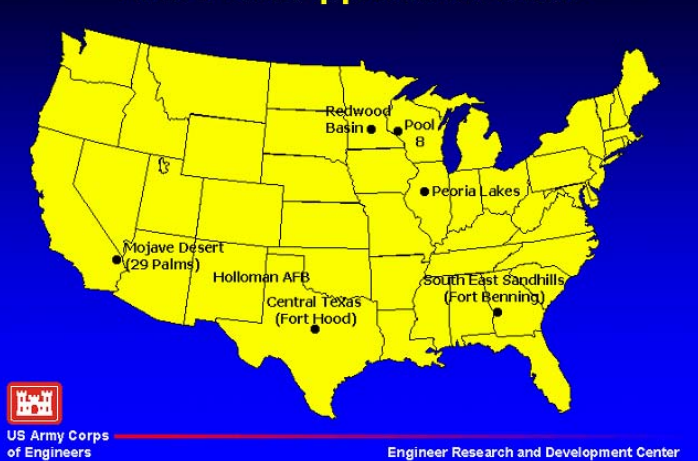 Redwood
Basin
Pool
8
Peoria Lakes
Mojave Desert
(29 Palms)
Holloman AFB
South East Sandhills
(Fort Benning)
Central Texas
(Fort Hood)
US Army Corps
of Engineers
Engineer Research and Development Center